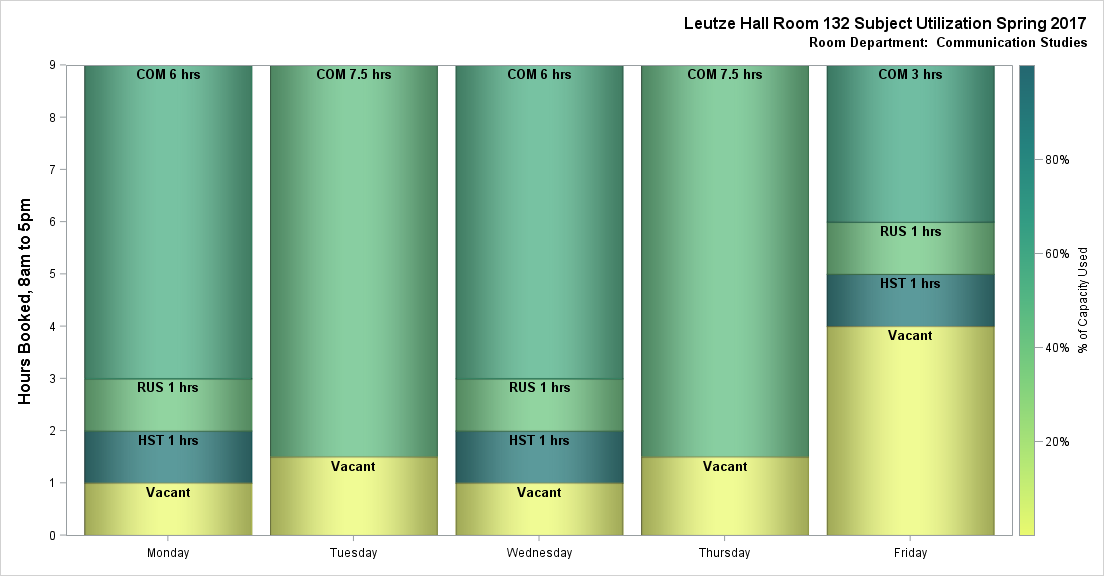 Leutze Hall Room 132 Subject Utilization Spring 2017
Room Department: Communication Studies
Hours Booked, 8am to 5pm
9
8
7
6
5
4
3
2
1
0
COM 6 hrs
RUS 1 hrs
HST 1 hrs
Vacant
COM 7.5 hrs
Vacant
COM 6 hrs
RUS 1 hrs
HST 1 hrs
Vacant
COM 7.5 hrs
Vacant
COM 3 hrs
RUS 1 hrs
HST 1 hrs
Vacant
Monday
Tuesday
Wednesday
Thursday
Friday
80%
60%
40%
20%
% of Capacity Used